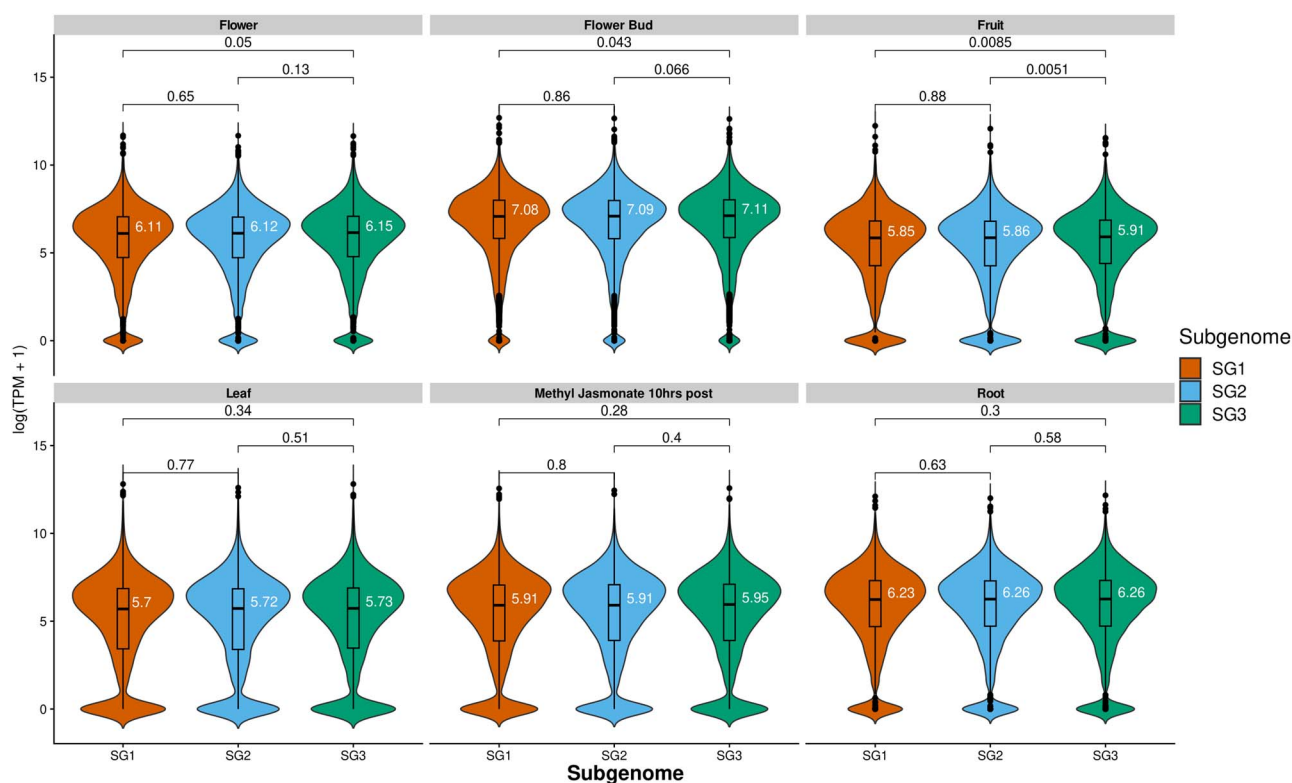 Flower
Flower Bud
Fruit
0.05
0.13
0.65
0.043
0.066
0.86
0.0085
0.0051
0.88
15
10
5
0
6.11
6.12
6.15
7.08
7.09
7.11
5.85
5.86
5.91
log(TPM + 1)
Leaf
Methyl Jasmonate 10hrs post
Root
0.34
0.51
0.77
0.28
0.4
0.8
0.3
0.58
0.63
15
10
5
0
5.7
5.72
5.73
5.91
5.91
5.95
6.23
6.26
6.26
SG1
SG2
SG3
SG1
SG2
SG3
SG1
SG2
SG3
Subgenome
Subgenome
SG1
SG2
SG3